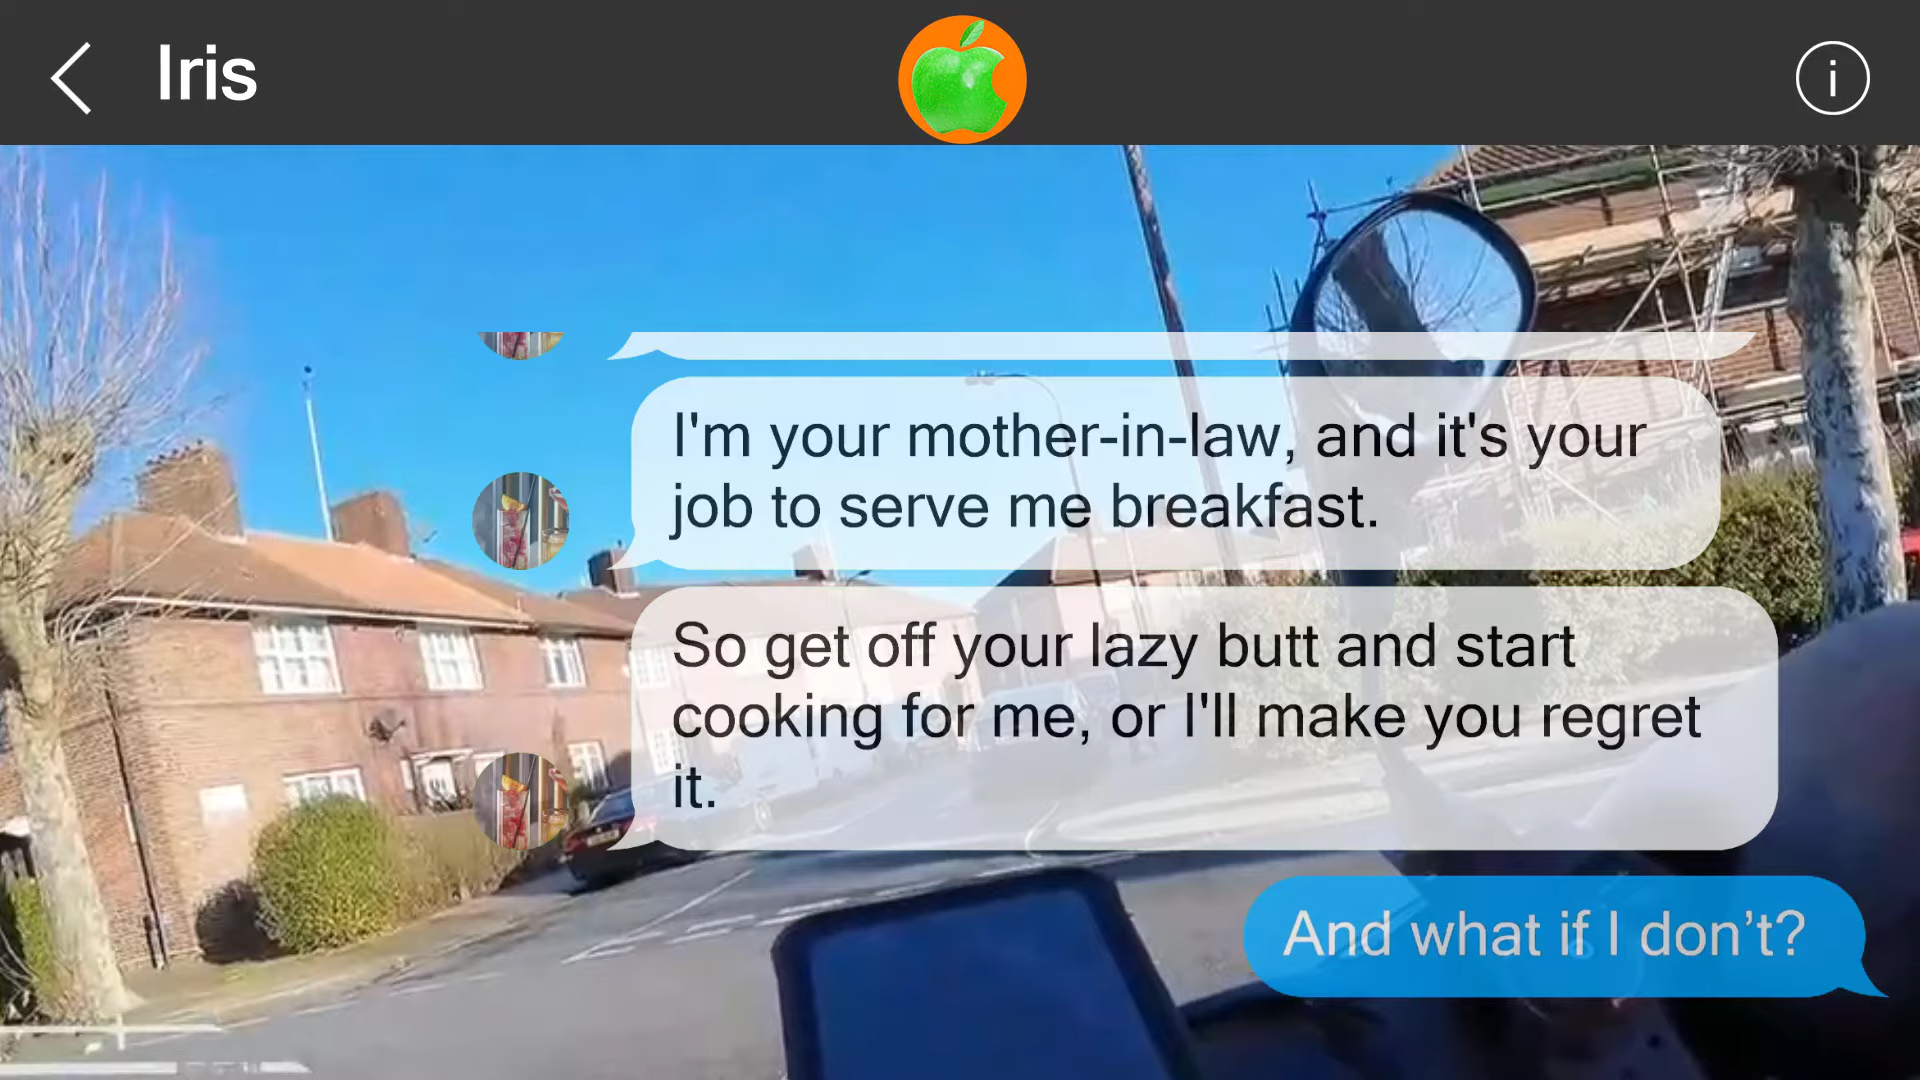 Iris
I'm your mother-in-law, and it's your
job to serve me breakfast.
So get off your lazy butt and start
cooking for me, or I'll make you regret
it.
And what if I don’t?